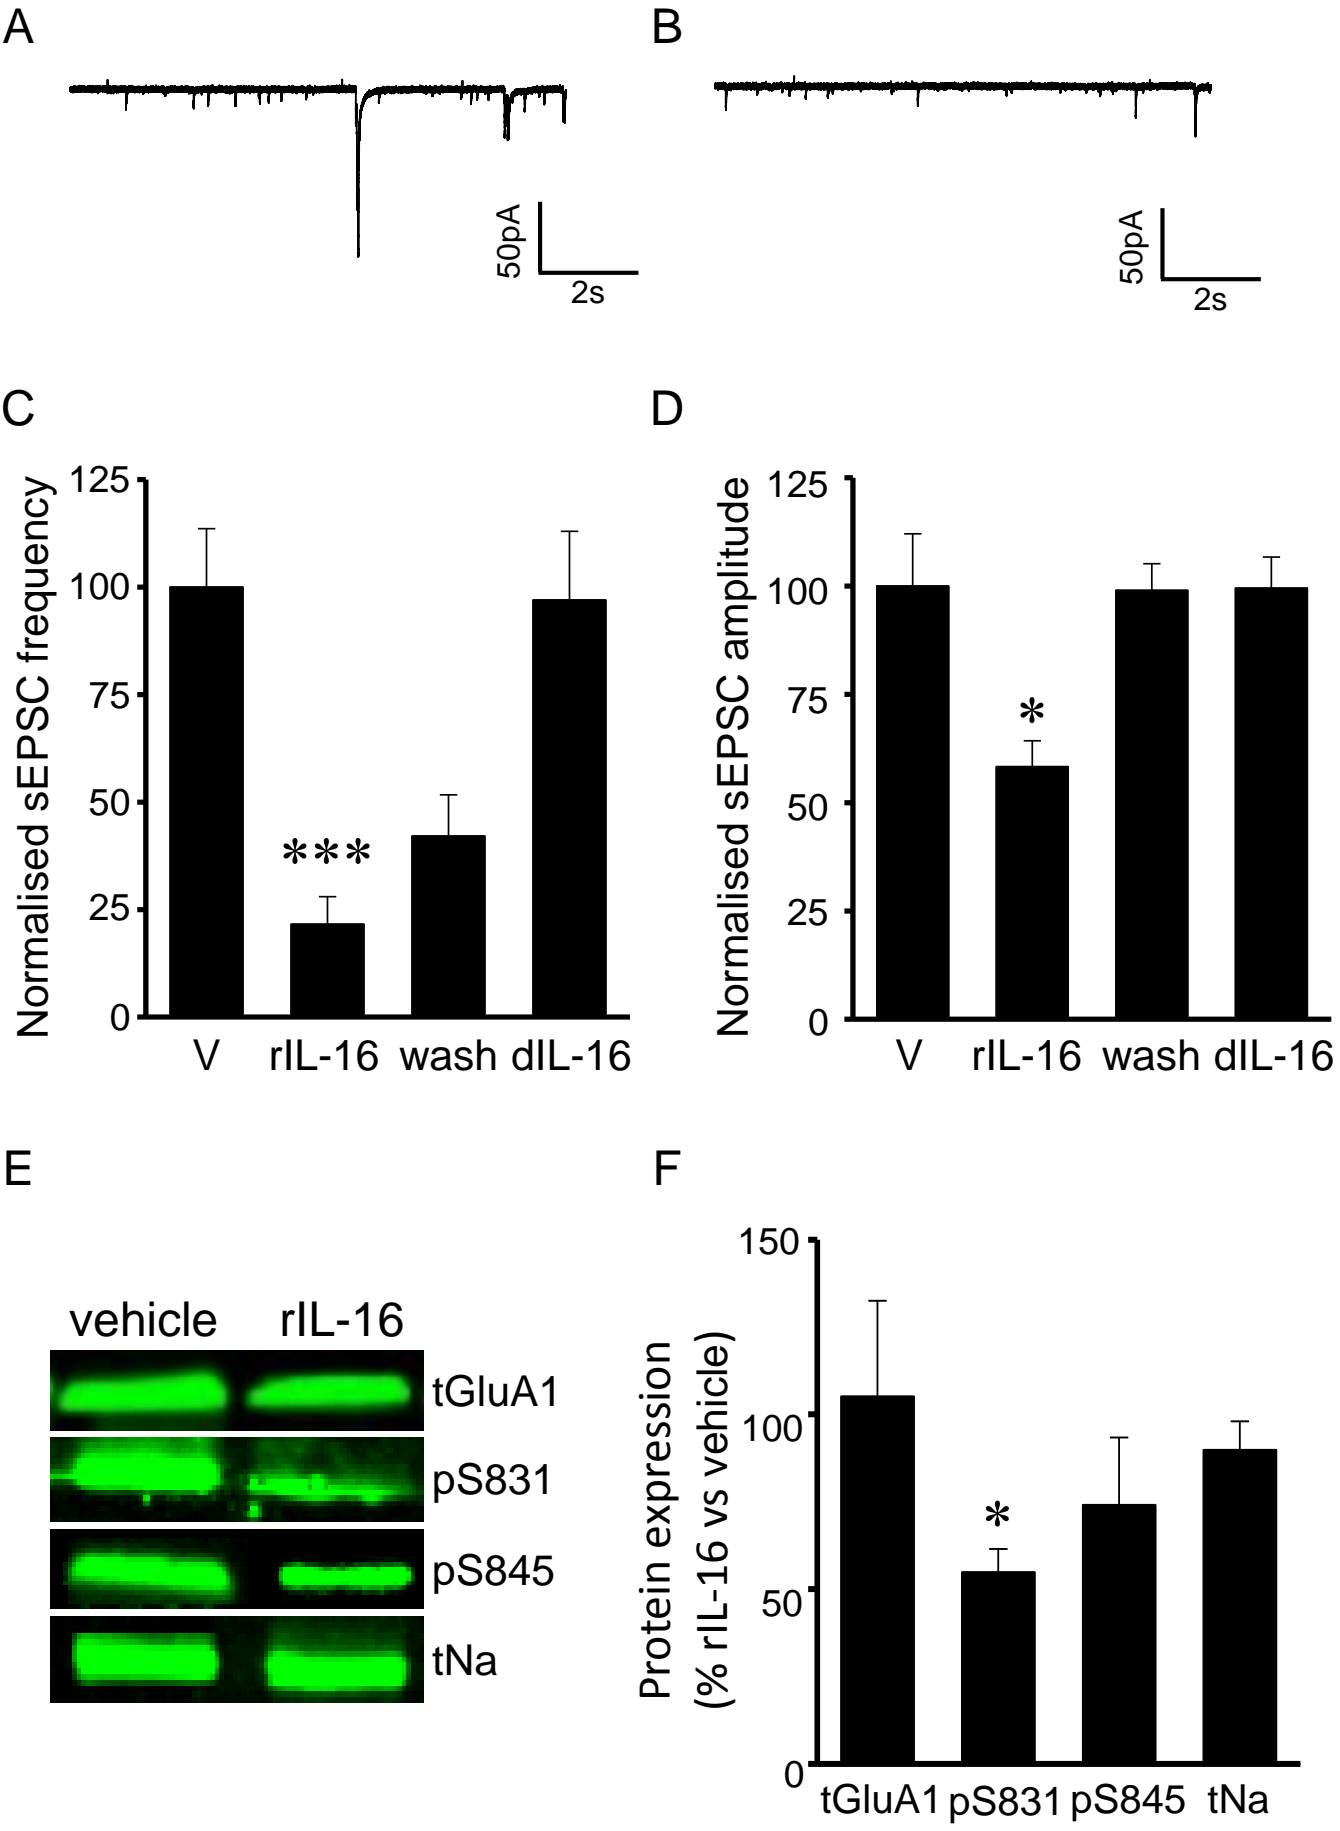 A
B
50pA
2s
50pA
2s
C
D
Normalised sEPSC frequency
125
100
75
50
25
0
***
V rIL-16 wash dIL-16
Normalised sEPSC amplitude
125
100
75
50
25
0
*
V rIL-16 wash dIL-16
E
F
vehicle rIL-16
tGluA1
pS831
pS845
tNa
Protein expression
(% rIL-16 vs vehicle)
150
100
50
0
*
tGluA1 pS831 pS845 tNa